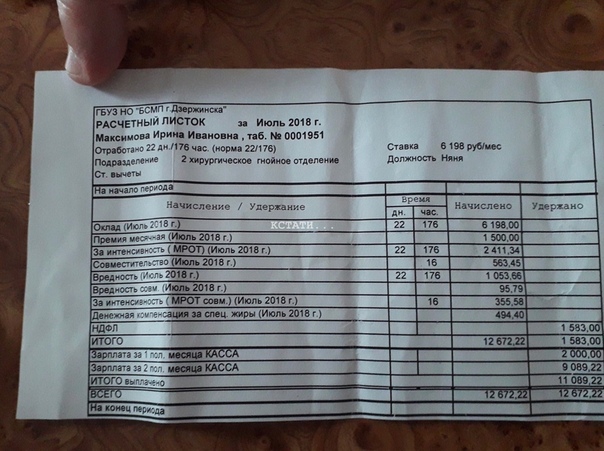 ГБУЗ НО "БСМП г.Дзержинска"
РАСЧЕТНЫЙ ЛИСТОК за Июль 2018 г.
Максимова Ирина Ивановна , таб. № 0001951
Отработано 22 дн./176 час. (норма 22/176) Ставка 6 198 руб/мес
Подразделение 2 хирургическое гнойное отделение Должность Няня
Ст. вычеты
На начало периода
Начисление / Удержание Время Начислено Удержано
дн. час.
КСТАТИ...
Оклад (Июль 2018 г.) 22 176 6 198,00
Премия месячная (Июль 2018 г.) 1 500,00
За интенсивность ( МРОТ) (Июль 2018 г.) 22 176 2 411,34
Совместительство (Июль 2018 г.) 16 563,45
Вредность (Июль 2018 г.) 22 176 1 053,66
Вредность совм. (Июль 2018 г.) 95,79
За интенсивность ( МРОТ совм.) (Июль 2018 г.) 16 355,58
Денежная компенсация за спец. жиры (Июль 2018 г.) 494,40
НДФЛ 1 583,00
ИТОГО 12 672,22 1 583,00
Зарплата за 1 пол. месяца КАССА 2 000,00
Зарплата за 2 пол. месяца КАССА 9 089,22
ИТОГО выплачено 11 089,22
ВСЕГО 12 672,22 12 672,22
На конец периода